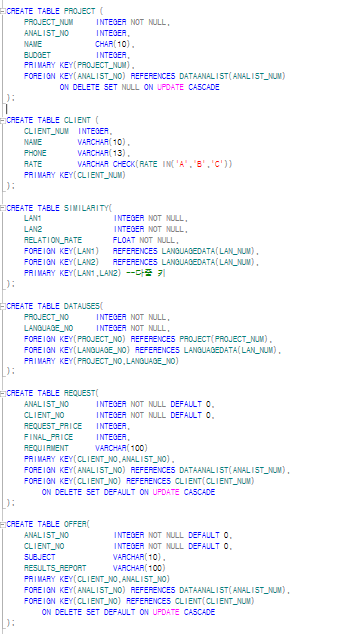 CREATE TABLE PROJECT (
PROJECT_NUM INTEGER NOT NULL,
ANALIST_NO INTEGER,
NAME CHAR(10),
BUDGET INTEGER,
PRIMARY KEY(PROJECT_NUM),
FOREIGN KEY(ANALIST_NO) REFERENCES DATAANALIST(ANALIST_NUM)
ON DELETE SET NULL ON UPDATE CASCADE
);
CREATE TABLE CLIENT (
CLIENT_NUM INTEGER,
NAME VARCHAR(10),
PHONE VARCHAR(13),
RATE VARCHAR CHECK(RATE IN('A','B','C'))
PRIMARY KEY(CLIENT_NUM)
);
CREATE TABLE SIMILARITY(
LAN1 INTEGER NOT NULL,
LAN2 INTEGER NOT NULL,
RELATION_RATE FLOAT NOT NULL,
FOREIGN KEY(LAN1) REFERENCES LANGUAGEDATA(LAN_NUM),
FOREIGN KEY(LAN2) REFERENCES LANGUAGEDATA(LAN_NUM),
PRIMARY KEY(LAN1,LAN2) --다중 키
);
CREATE TABLE DATAUSES(
PROJECT_NO INTEGER NOT NULL,
LANGUAGE_NO INTEGER NOT NULL,
FOREIGN KEY(PROJECT_NO) REFERENCES PROJECT(PROJECT_NUM),
FOREIGN KEY(LANGUAGE_NO) REFERENCES LANGUAGEDATA(LAN_NUM),
PRIMARY KEY(PROJECT_NO,LANGUAGE_NO)
);
CREATE TABLE REQUEST(
ANALIST_NO INTEGER NOT NULL DEFAULT 0,
CLIENT_NO INTEGER NOT NULL DEFAULT 0,
REQUEST_PRICE INTEGER,
FINAL_PRICE INTEGER,
REQUIRMENT VARCHAR(100)
PRIMARY KEY(CLIENT_NO,ANALIST_NO),
FOREIGN KEY(ANALIST_NO) REFERENCES DATAANALIST(ANALIST_NUM),
FOREIGN KEY(CLIENT_NO) REFERENCES CLIENT(CLIENT_NUM)
ON DELETE SET DEFAULT ON UPDATE CASCADE
);
CREATE TABLE OFFER(
ANALIST_NO INTEGER NOT NULL DEFAULT 0,
CLIENT_NO INTEGER NOT NULL DEFAULT 0,
SUBJECT VARCHAR(10),
RESULTS_REPORT VARCHAR(100)
PRIMARY KEY(CLIENT_NO,ANALIST_NO)
FOREIGN KEY(ANALIST_NO) REFERENCES DATAANALIST(ANALIST_NUM),
FOREIGN KEY(CLIENT_NO) REFERENCES CLIENT(CLIENT_NUM)
ON DELETE SET DEFAULT ON UPDATE CASCADE
);